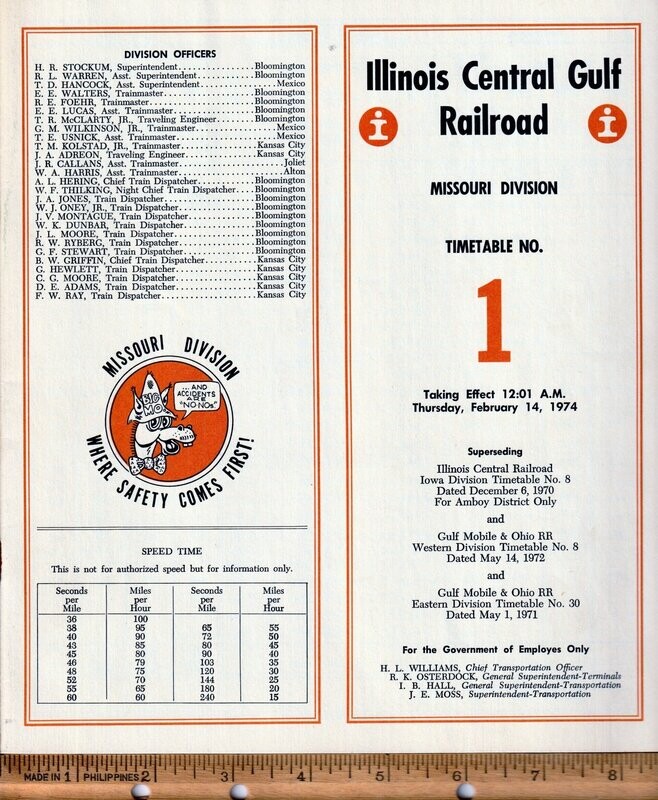 DIVISION OFFICERS
H. R. STOCKUM, Superintendent.....................Bloomington
R. L. WARREN, Asst. Superintendent..............Bloomington
T. D. HANCOCK, Asst. Superintendent...................Mexico
E. E. WALTERS, Trainmaster........................Bloomington
R. E. FOEHR, Trainmaster...........................Bloomington
E. E. LUCAS, Asst. Trainmaster.....................Bloomington
T. R. McCLARTY, JR., Traveling Engineer.........Bloomington
G. M. WILKINSON, JR., Trainmaster....................Mexico
T. E. USNICK, Asst. Trainmaster.........................Mexico
T. M. KOLSTAD, JR., Trainmaster..................Kansas City
J. A. ADREON, Traveling Engineer.................Kansas City
J. R. CALLANS, Asst. Trainmaster........................Joliet
W. A. HARRIS, Asst. Trainmaster..........................Alton
A. L. HERING, Chief Train Dispatcher.............Bloomington
W. F. THILKING, Night Chief Train Dispatcher....Bloomington
J. A. JONES, Train Dispatcher......................Bloomington
W. J. ONEY, JR., Train Dispatcher..................Bloomington
J. V. MONTAGUE, Train Dispatcher................Bloomington
W. K. DUNBAR, Train Dispatcher...................Bloomington
J. L. MOORE, Train Dispatcher.....................Bloomington
R. W. RYBERG, Train Dispatcher...................Bloomington
G. F. STEWART, Train Dispatcher..................Bloomington
B. W. GRIFFIN, Chief Train Dispatcher............Kansas City
G. HEWLETT, Train Dispatcher.....................Kansas City
C. G. MOORE, Train Dispatcher....................Kansas City
D. E. ADAMS, Train Dispatcher....................Kansas City
F. W. RAY, Train Dispatcher........................Kansas City
MISSOURI DIVISION
BIG MO
...AND ACCIDENTS ARE "NO-NOs"
WHERE SAFETY COMES FIRST!
SPEED TIME
This is not for authorized speed but for information only.
Seconds per Mile Miles per Hour Seconds per Mile Miles per Hour
36 100
38 95 65 55
40 90 72 50
43 85 80 45
45 80 90 40
46 79 103 35
48 75 120 30
52 70 144 25
55 65 180 20
60 60 240 15
Illinois Central Gulf
Railroad
i i
MISSOURI DIVISION
TIMETABLE NO.
1
Taking Effect 12:01 A.M.
Thursday, February 14, 1974
Superseding
Illinois Central Railroad
Iowa Division Timetable No. 8
Dated December 6, 1970
For Amboy District Only
and
Gulf Mobile & Ohio RR
Western Division Timetable No. 8
Dated May 14, 1972
and
Gulf Mobile & Ohio RR
Eastern Division Timetable No. 30
Dated May 1, 1971
For the Government of Employes Only
H. L. WILLIAMS, Chief Transportation Officer
R. K. OSTERDOCK, General Superintendent-Terminals
I. B. HALL, General Superintendent-Transportation
J. E. MOSS, Superintendent-Transportation
MADE IN 1 PHILIPPINES 2 3 4 5 6 7 8